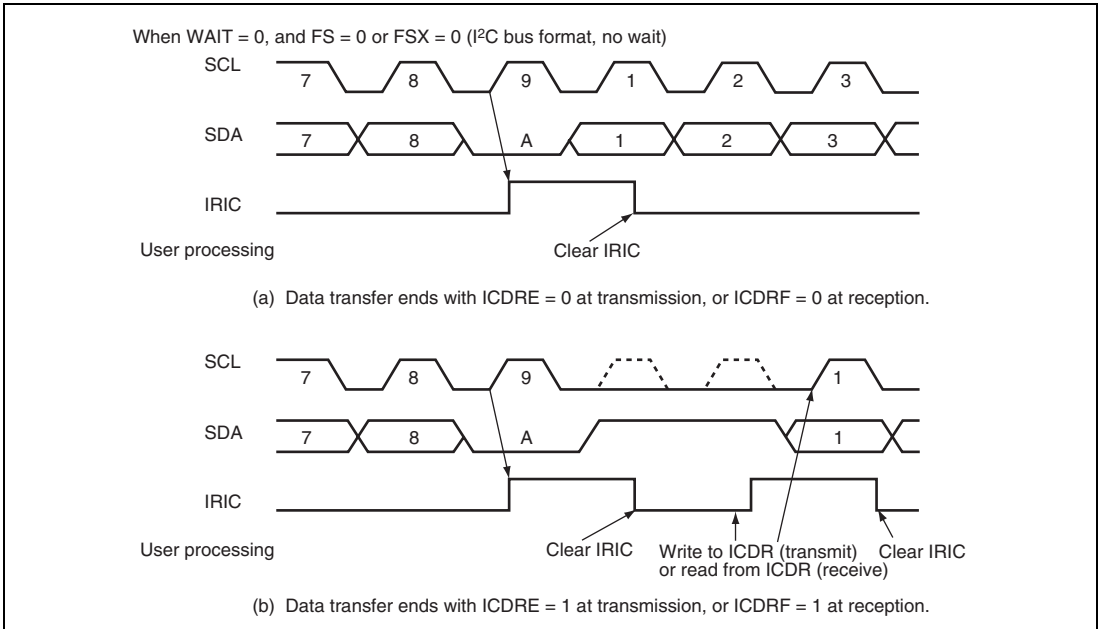 When WAIT = 0, and FS = 0 or FSX = 0 (I²C bus format, no wait)
SCL
7 8 9 1 2 3
SDA
7 8 A 1 2 3
IRIC
User processing
Clear IRIC
(a) Data transfer ends with ICDRE = 0 at transmission, or ICDRF = 0 at reception.
SCL
7 8 9 1
SDA
7 8 A 1
IRIC
User processing
Clear IRIC
Write to ICDR (transmit)
or read from ICDR (receive)
Clear IRIC
(b) Data transfer ends with ICDRE = 1 at transmission, or ICDRF = 1 at reception.